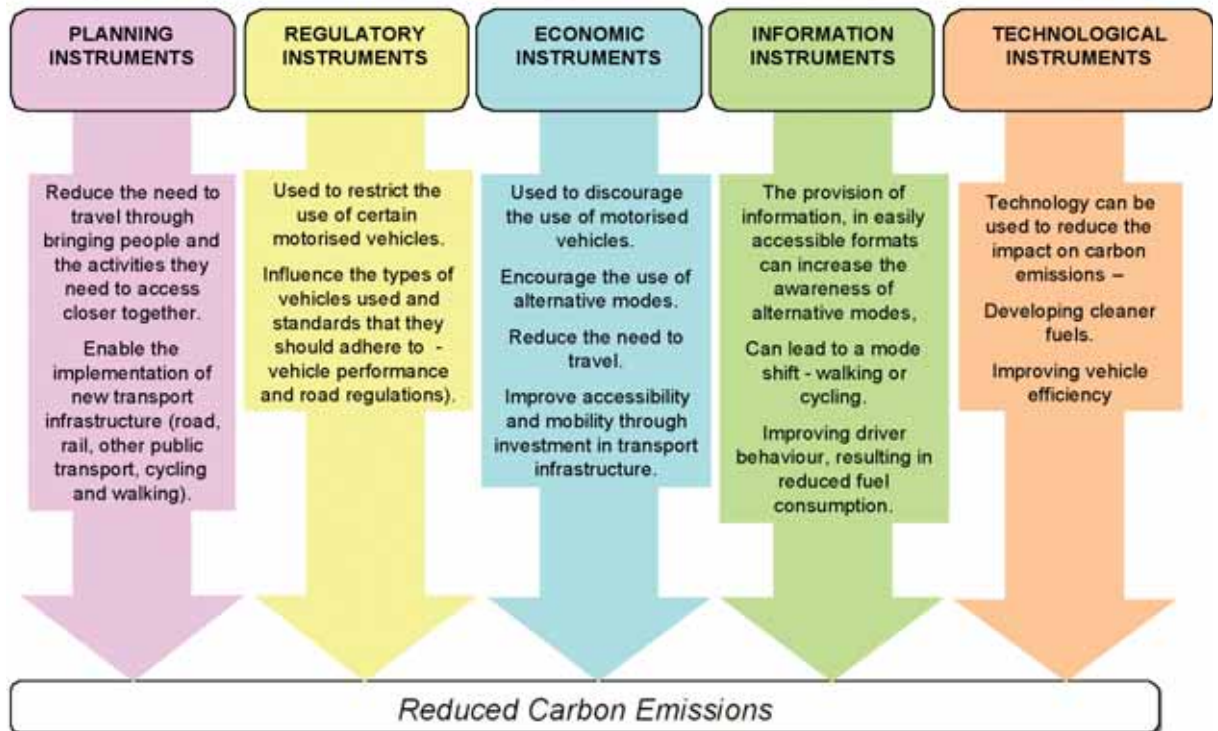 PLANNING
INSTRUMENTS
Reduce the need to
travel through
bringing people and
the activities they
need to access
closer together.
Enable the
implementation of
new transport
infrastructure (road,
rail, other public
transport, cycling
and walking).
REGULATORY
INSTRUMENTS
Used to restrict the
use of certain
motorised vehicles.
Influence the types of
vehicles used and
standards that they
should adhere to -
vehicle performance
and road regulations).
ECONOMIC
INSTRUMENTS
Used to discourage
the use of motorised
vehicles.
Encourage the use of
alternative modes.
Reduce the need to
travel.
Improve accessibility
and mobility through
investment in transport
infrastructure.
INFORMATION
INSTRUMENTS
The provision of
information, in easily
accessible formats
can increase the
awareness of
alternative modes,
Can lead to a mode
shift - walking or
cycling.
Improving driver
behaviour, resulting in
reduced fuel
consumption.
TECHNOLOGICAL
INSTRUMENTS
Technology can be
used to reduce the
impact on carbon
emissions –
Developing cleaner
fuels.
Improving vehicle
efficiency
Reduced Carbon Emissions